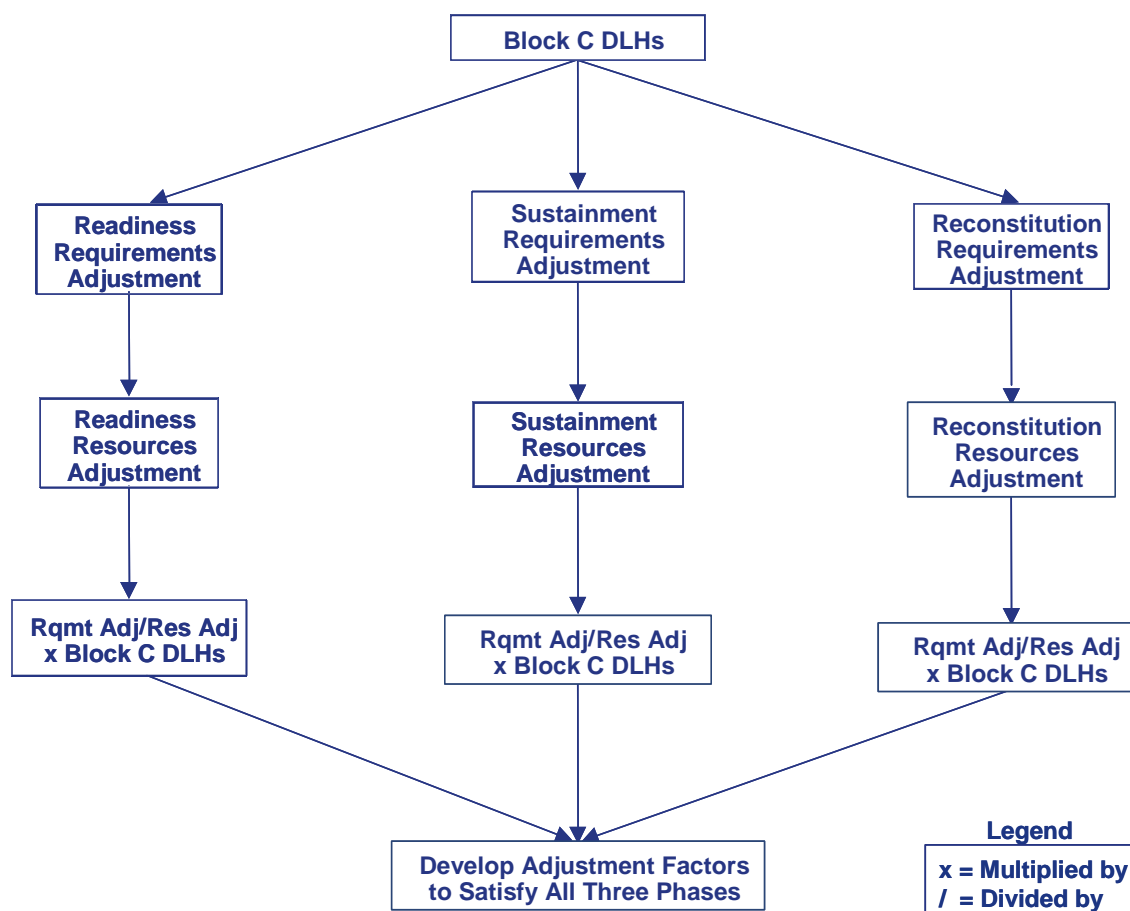 Block C DLHs
Readiness
Requirements
Adjustment
Sustainment
Requirements
Adjustment
Reconstitution
Requirements
Adjustment
Readiness
Resources
Adjustment
Sustainment
Resources
Adjustment
Reconstitution
Resources
Adjustment
Rqmt Adj/Res Adj
x Block C DLHs
Rqmt Adj/Res Adj
x Block C DLHs
Rqmt Adj/Res Adj
x Block C DLHs
Develop Adjustment Factors
to Satisfy All Three Phases
Legend
x = Multiplied by
/ = Divided by